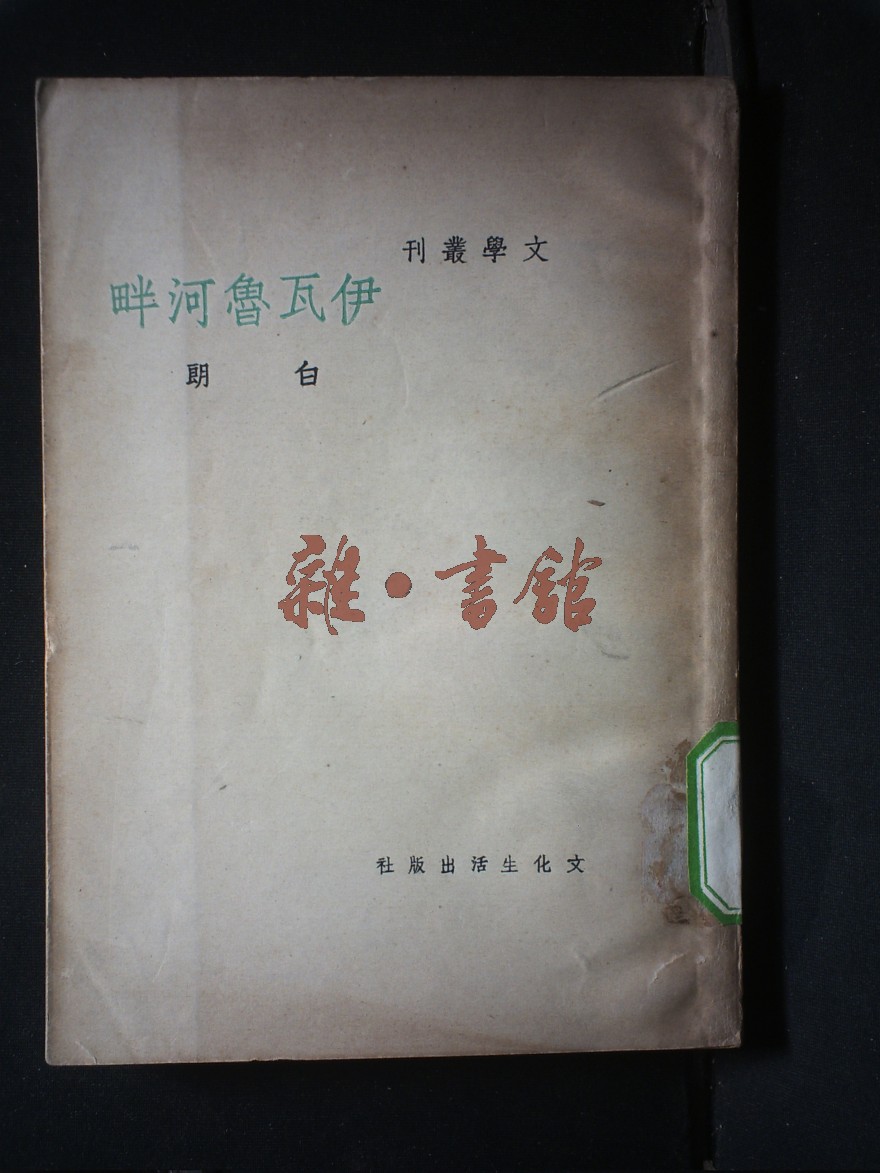 文學叢刊
伊瓦魯河畔
白朗
雜·書館
文化生活出版社